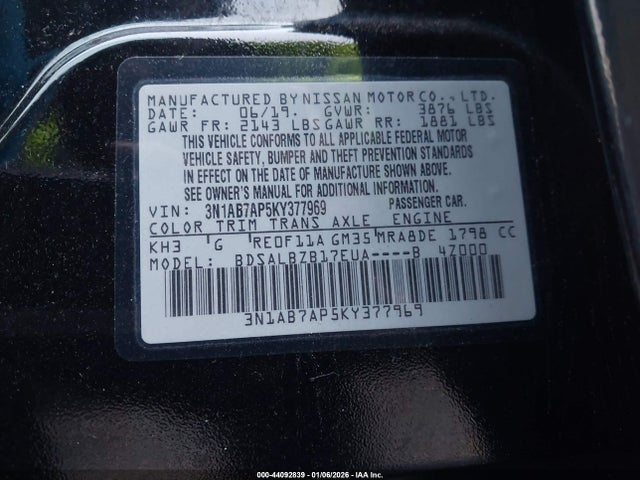 MANUFACTURED BY NISSAN MOTOR CO., LTD.
DATE: 06/19. GVWR: 3876 LBS
GAWR FR: 2143 LBS GAWR RR: 1881 LBS
THIS VEHICLE CONFORMS TO ALL APPLICABLE FEDERAL MOTOR
VEHICLE SAFETY, BUMPER AND THEFT PREVENTION STANDARDS
IN EFFECT ON THE DATE OF MANUFACTURE SHOWN ABOVE.
SEE OWNER'S MANUAL FOR ADDITIONAL INFORMATION.
VIN: 3N1AB7AP5KY377969 PASSENGER CAR.
COLOR TRIM TRANS AXLE ENGINE
KH3 G RE0F11A GM35 MRA8DE 1798 CC
MODEL: BDSALBZB17EUA----B 4Z000
3N1AB7AP5KY377969
000-44092839 - 01/06/2026 - IAA Inc.